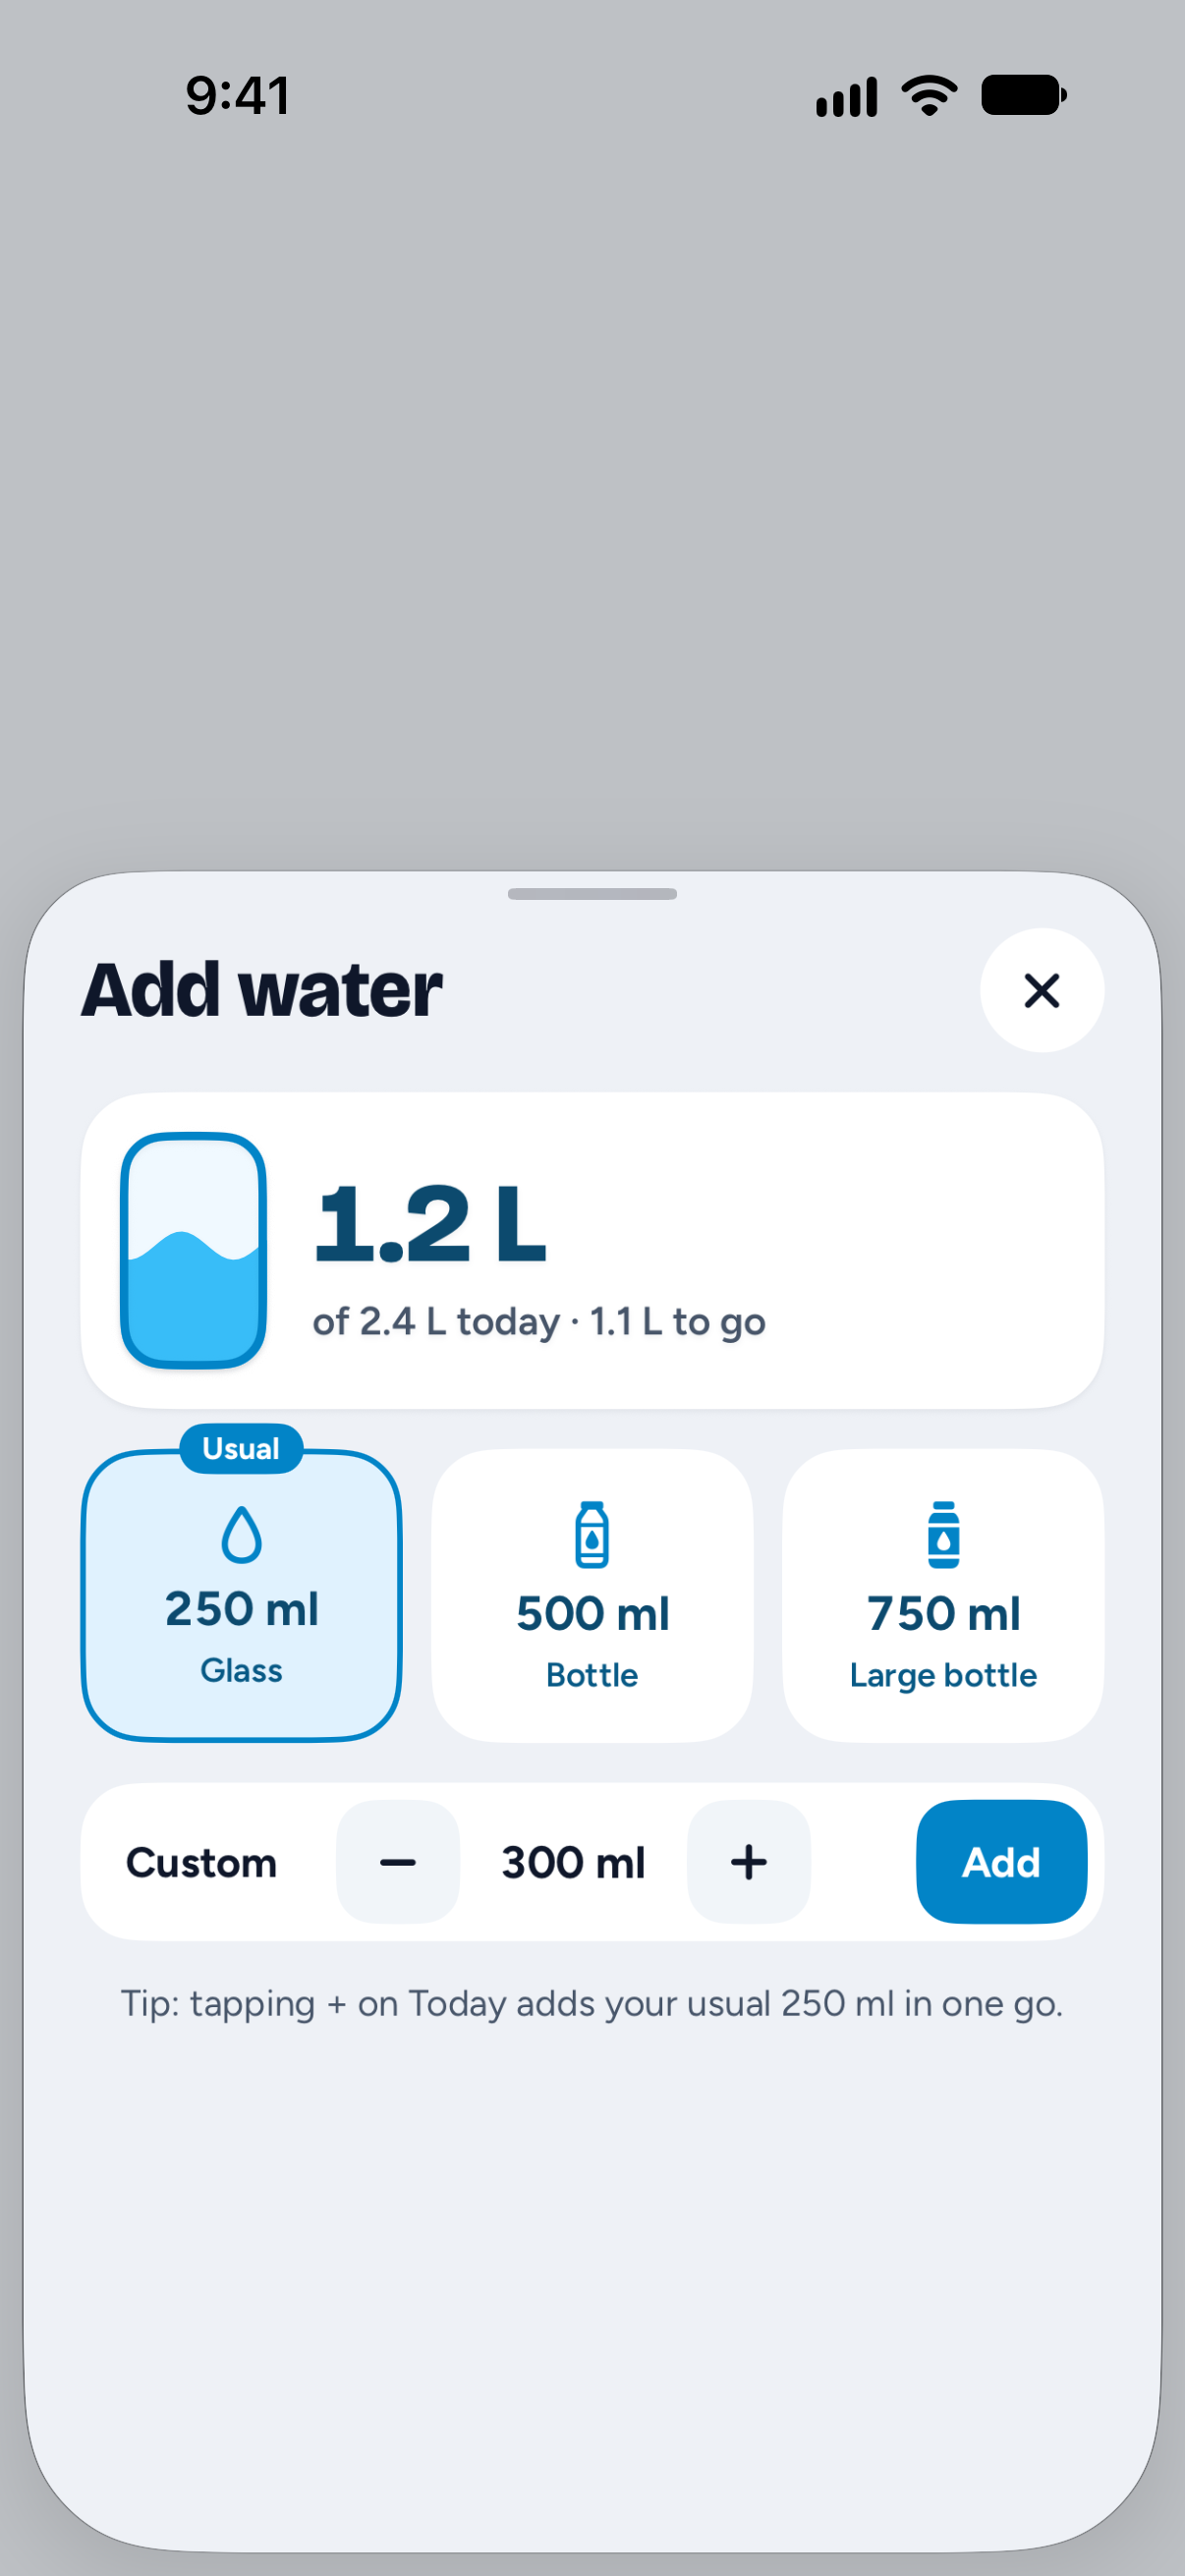 9:41
Add water
1.2 L
of 2.4 L today · 1.1 L to go
Usual
250 ml
Glass
500 ml
Bottle
750 ml
Large bottle
Custom
− 300 ml +
Add
Tip: tapping + on Today adds your usual 250 ml in one go.